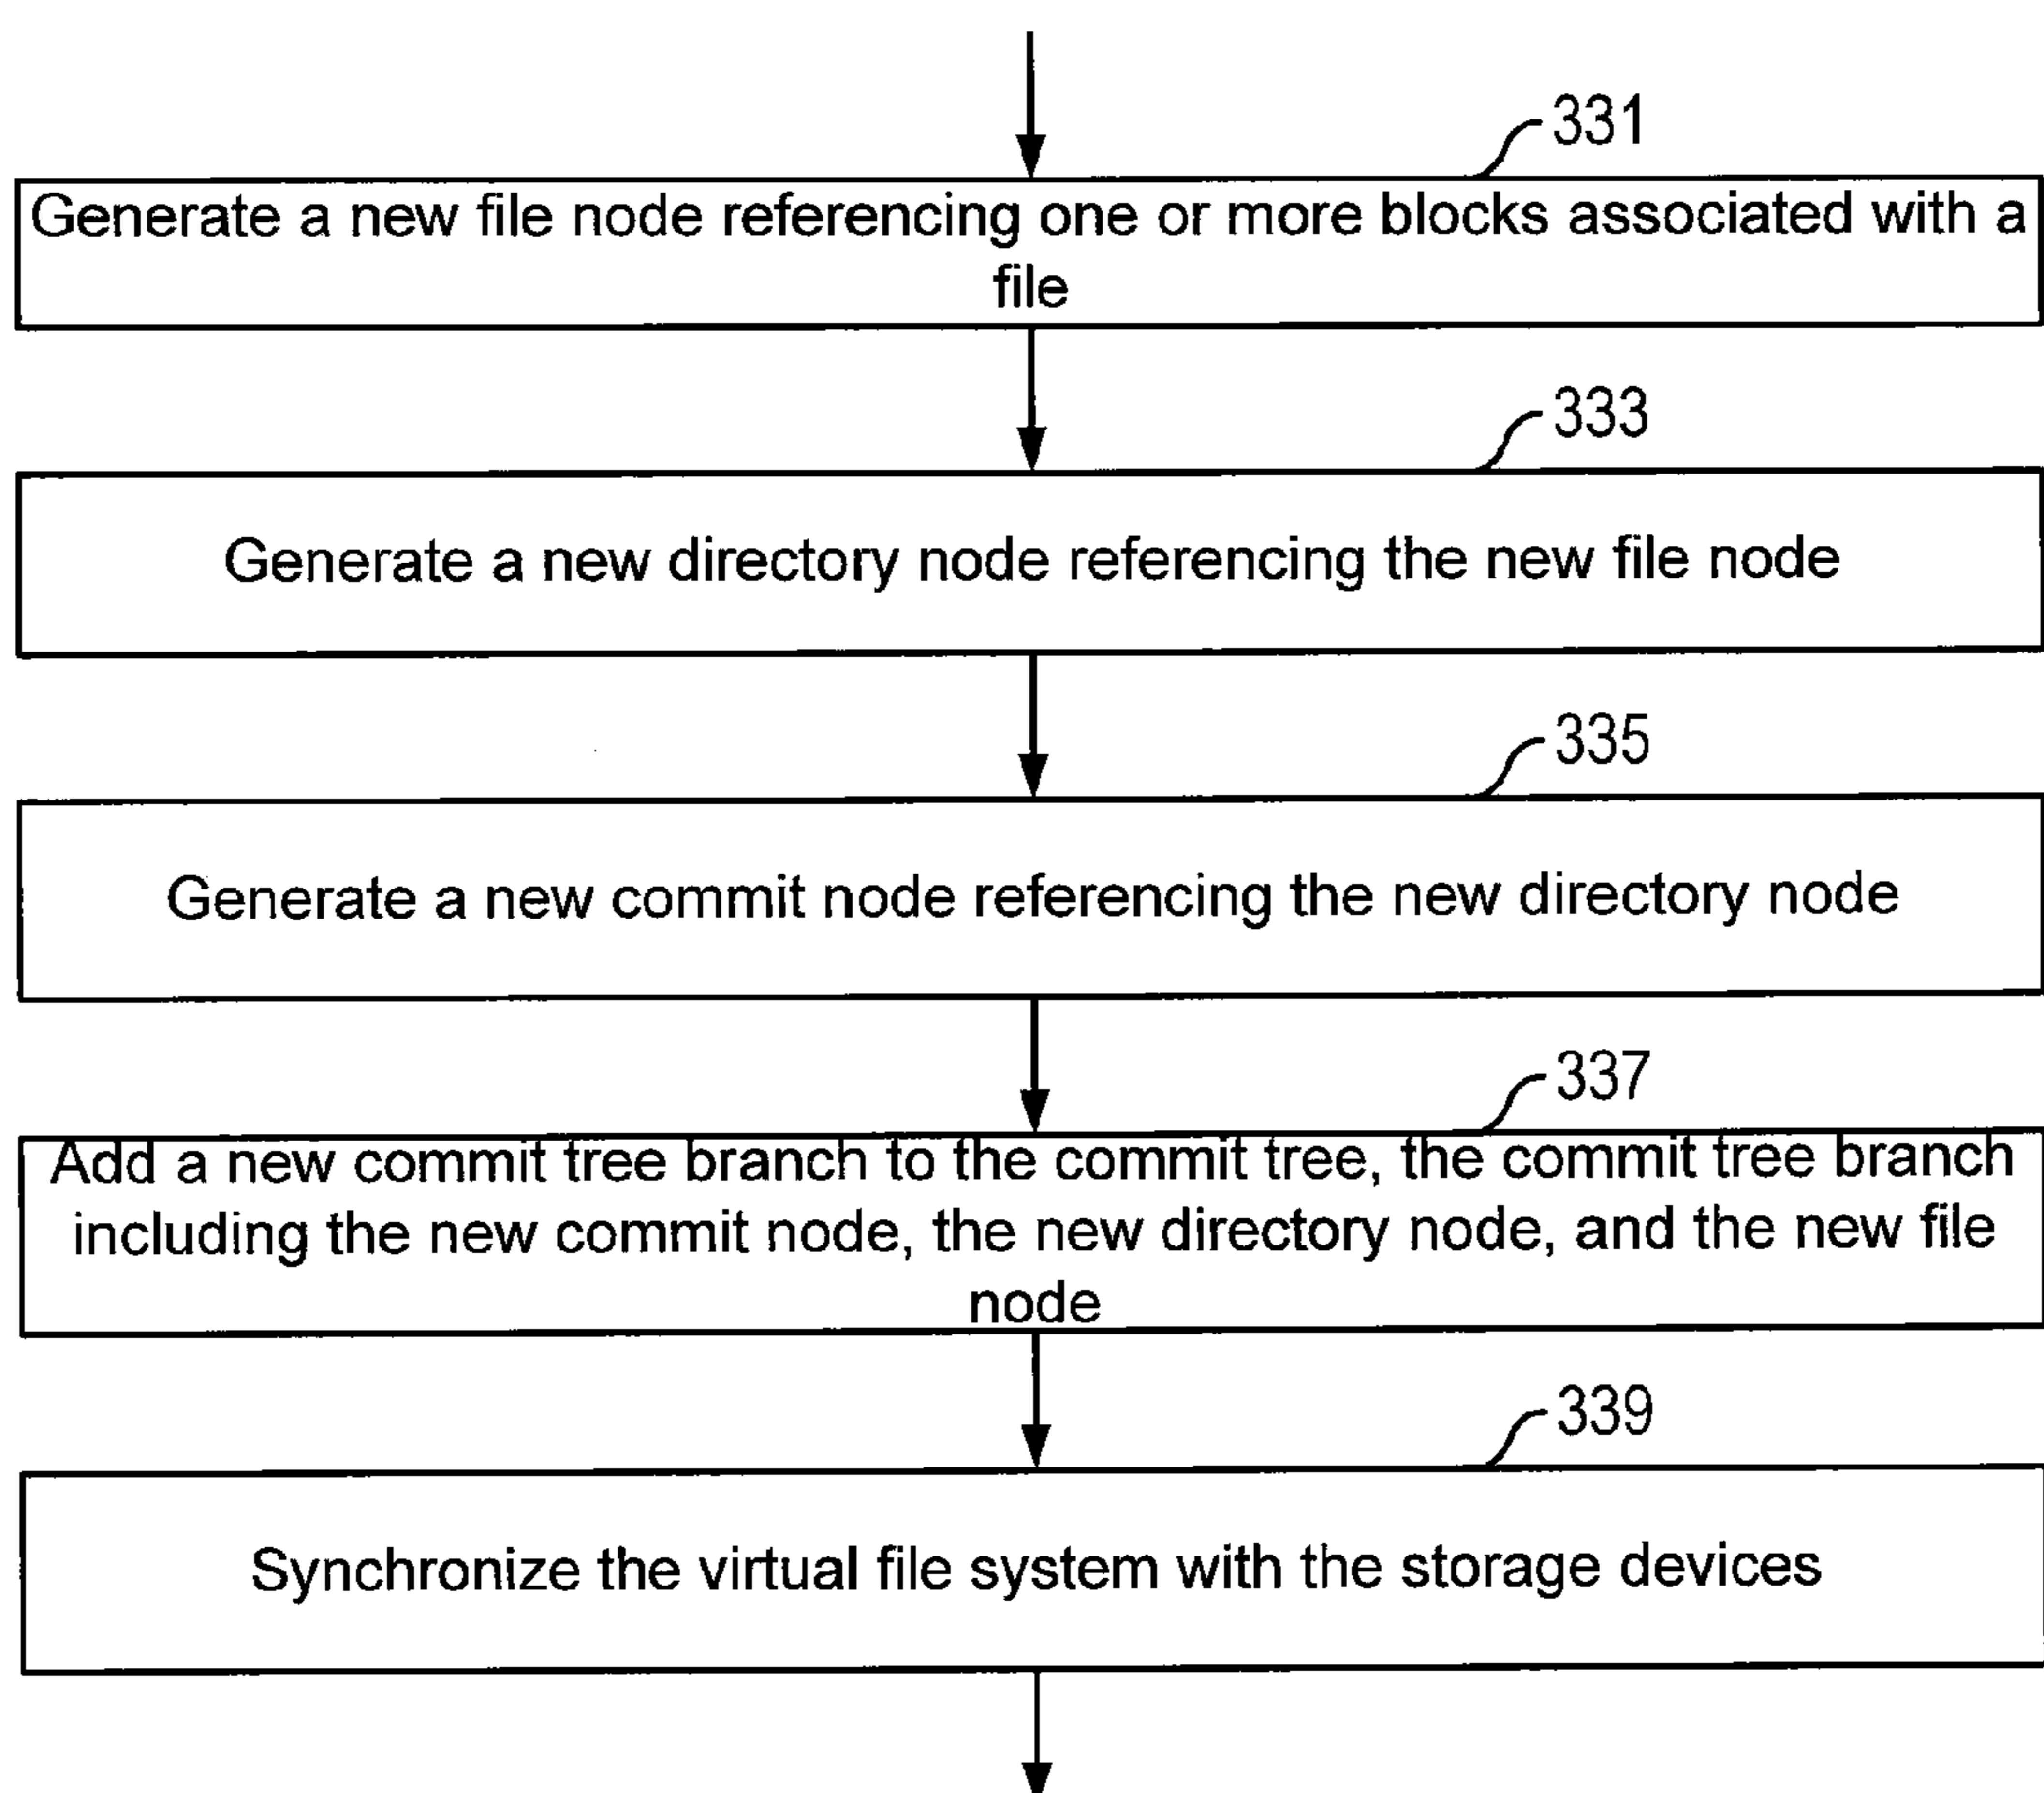 331
Generate a new file node referencing one or more blocks associated with a
file
333
Generate a new directory node referencing the new file node
335
Generate a new commit node referencing the new directory node
337
Add a new commit tree branch to the commit tree, the commit tree branch
including the new commit node, the new directory node, and the new file
node
339
Synchronize the virtual file system with the storage devices